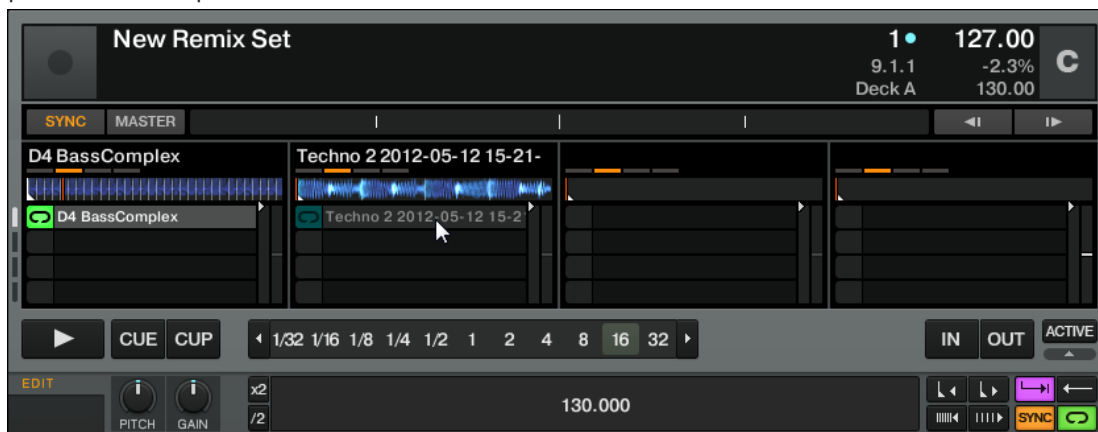 New Remix Set 1 127.00
9.1.1 -2.3% C
Deck A 130.00
SYNC MASTER
D4 BassComplex Techno 2 2012-05-12 15-21-
D4 BassComplex Techno 2 2012-05-12 15-2
CUE CUP 1/32 1/16 1/8 1/4 1/2 1 2 4 8 16 32 IN OUT ACTIVE
EDIT
x2
130.000
/2
PITCH GAIN SYNC